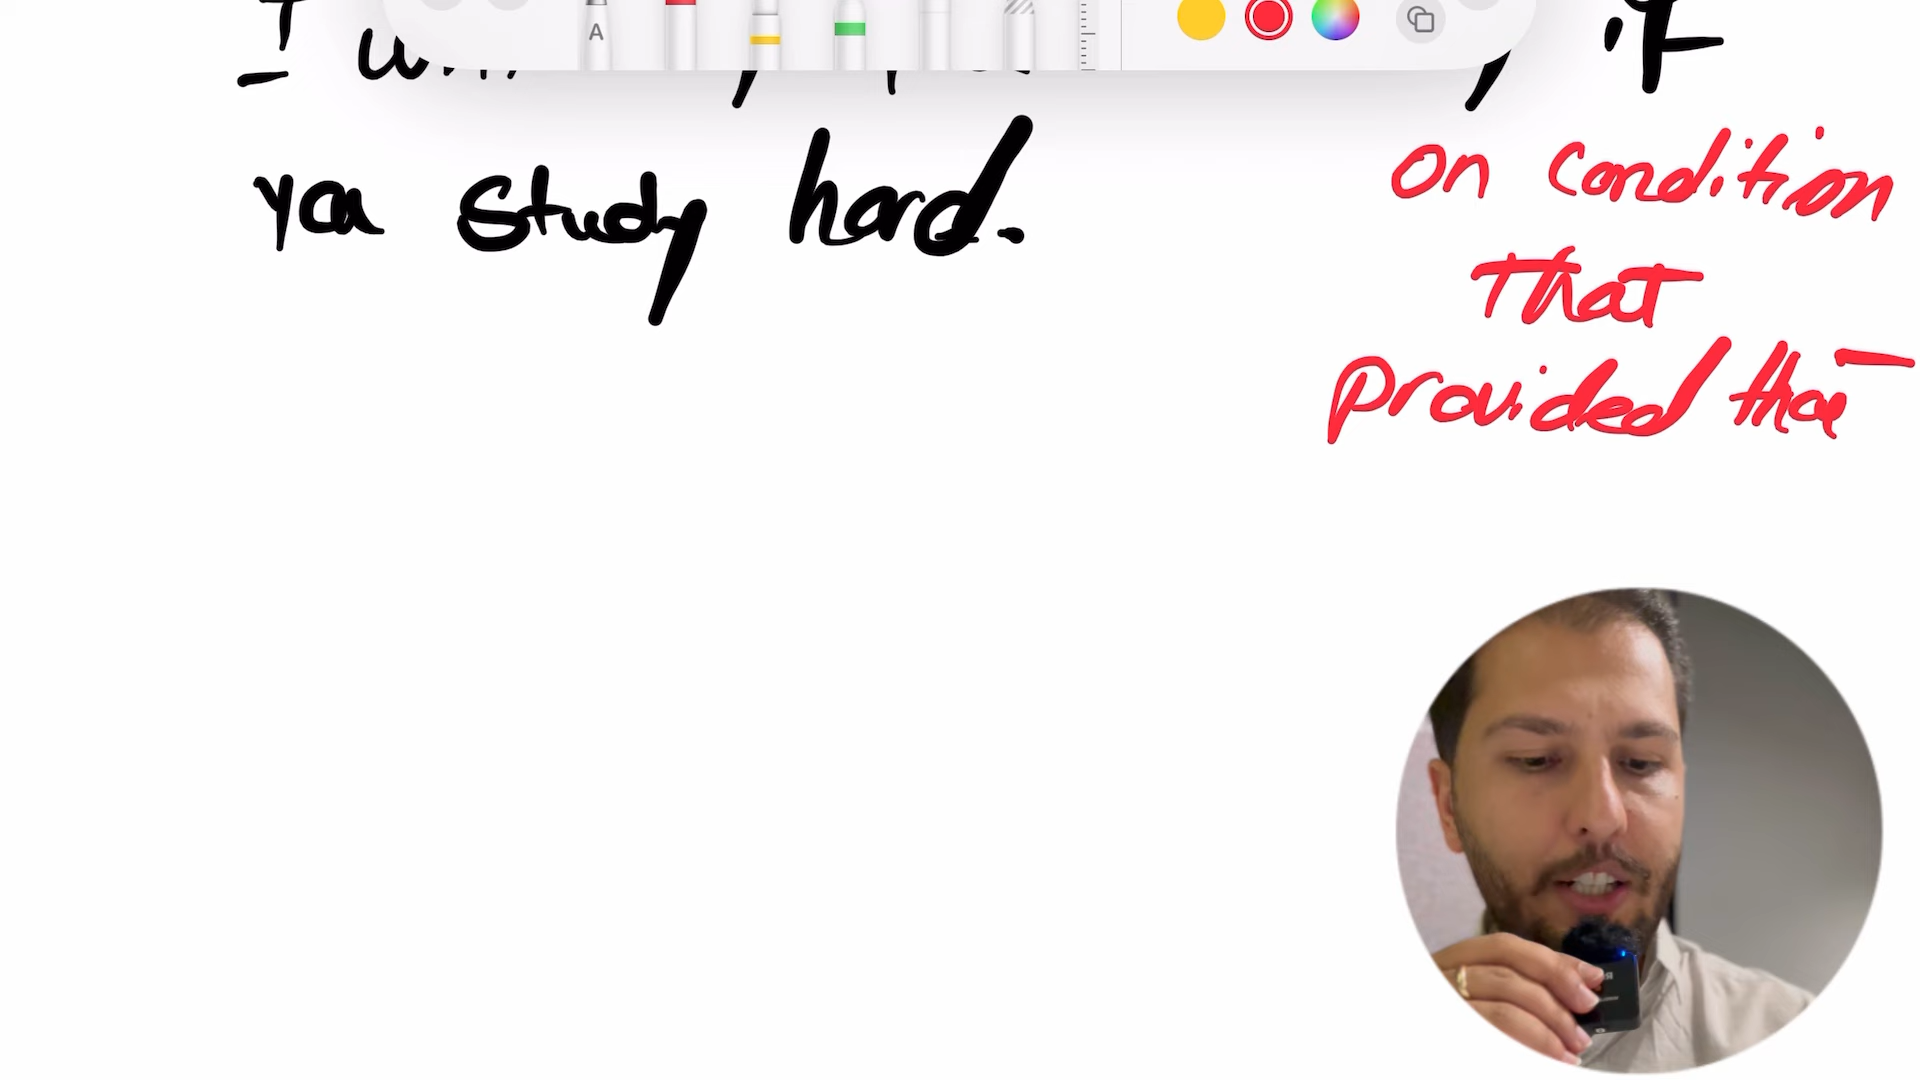 I if
you study hard.
on condition
that
provided that
A